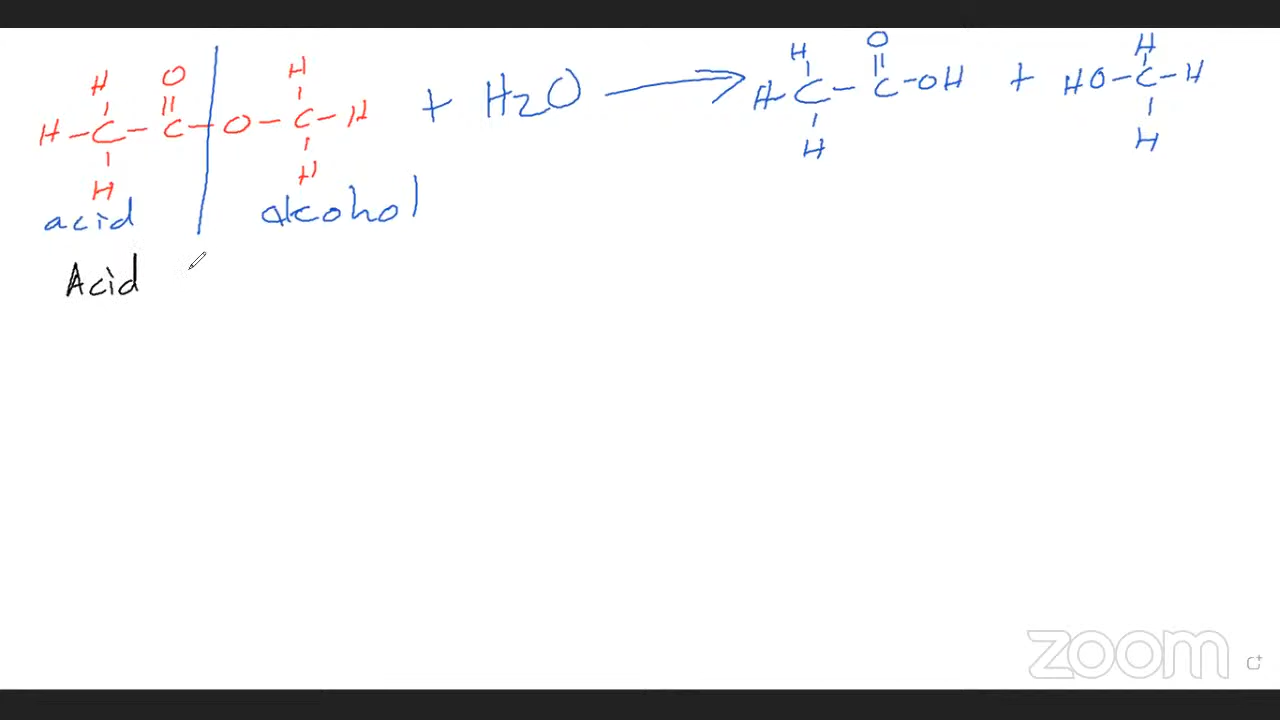 H O H H O H
H - C - C - O - C - H + H2O → H - C - C - OH + HO - C - H
H H H H
acid alcohol
Acid
zoom